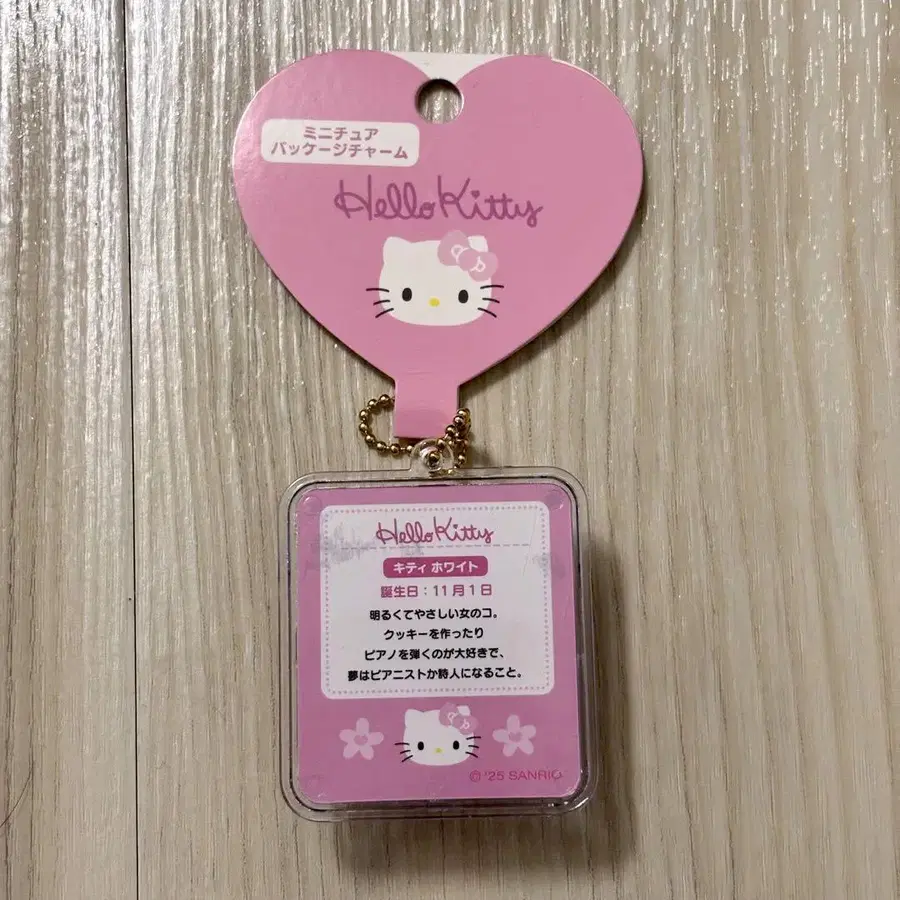 ミニチュア
パッケージチャーム
Hello Kitty
Hello Kitty
キティ ホワイト
誕生日：11月1日
明るくてやさしい女のコ。
クッキーを作ったり
ピアノを弾くのが大好きで、
夢はピアニストか詩人になること。
© '25 SANRIO